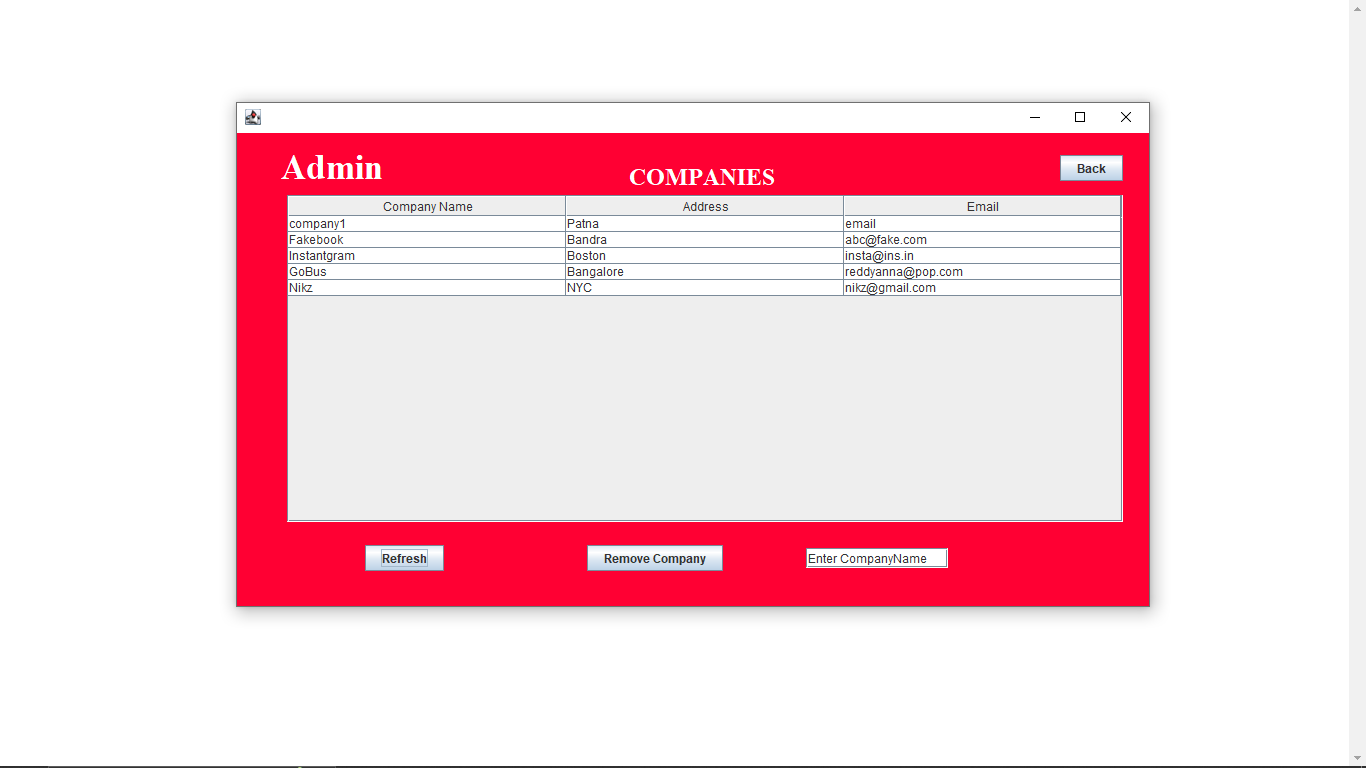 Admin
COMPANIES
Back
Company Name Address Email
company1 Patna email
Fakebook Bandra abc@fake.com
Instantgram Boston insta@ins.in
GoBus Bangalore reddyanna@pop.com
Nikz NYC nikz@gmail.com
Refresh Remove Company Enter CompanyName